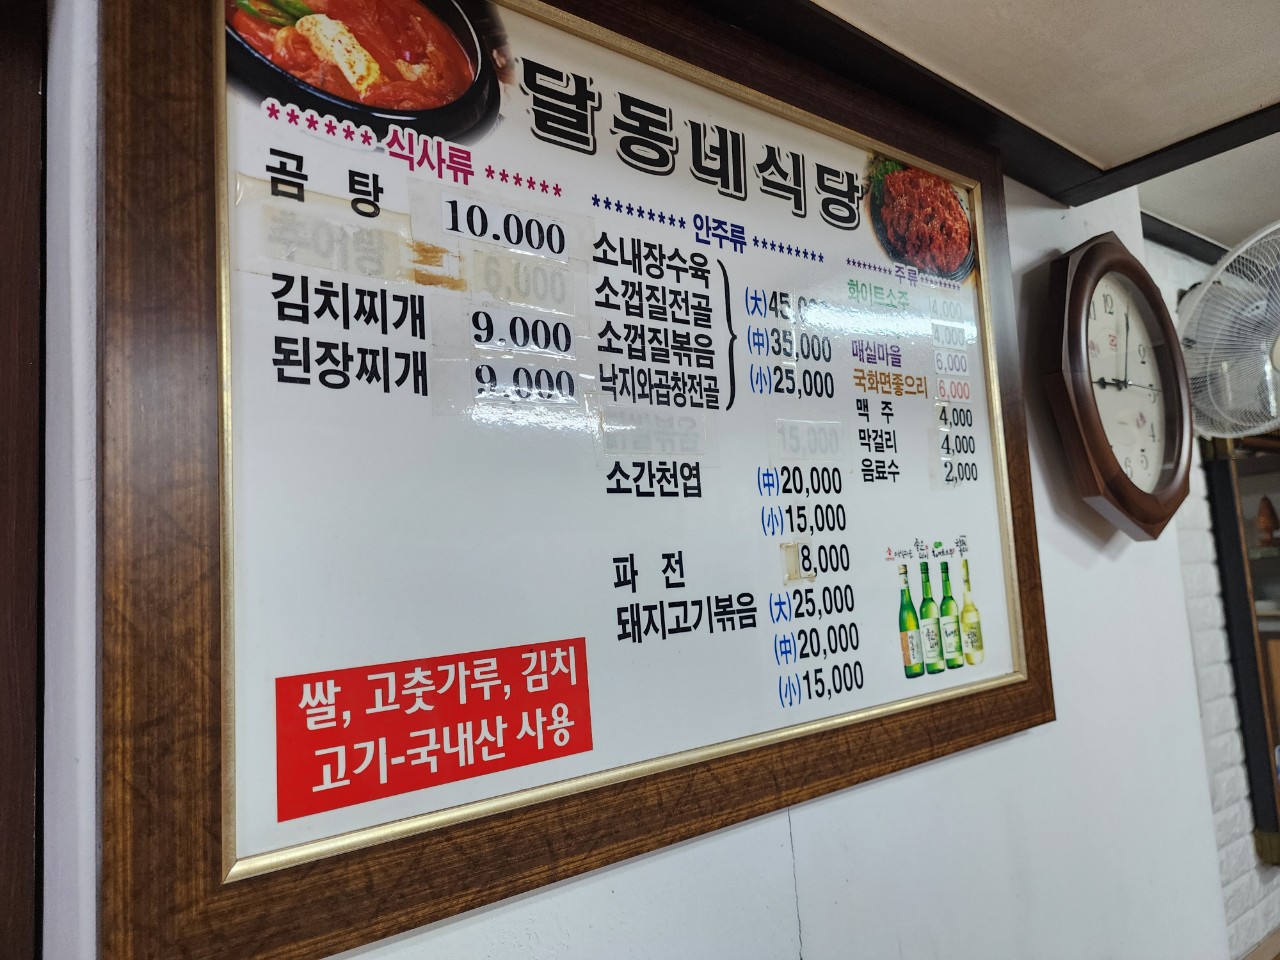 달동네식당
****** 식사류 ******
곰 탕 10.000
추어탕 6,000
김치찌개 9.000
된장찌개 9.000
********* 안주류 *********
소내장수육
소껍질전골
소껍질볶음
낙지와곱창전골
(大)45,000
(中)35,000
(小)25,000
15,000
소간천엽 (中)20,000
(小)15,000
파 전 8,000
돼지고기볶음 (大)25,000
(中)20,000
(小)15,000
********* 주류 ********
화이트소주 4,000
4,000
매실마을 6,000
국화면좋으리 6,000
맥 주 4,000
막걸리 4,000
음료수 2,000
쌀, 고춧가루, 김치
고기-국내산 사용